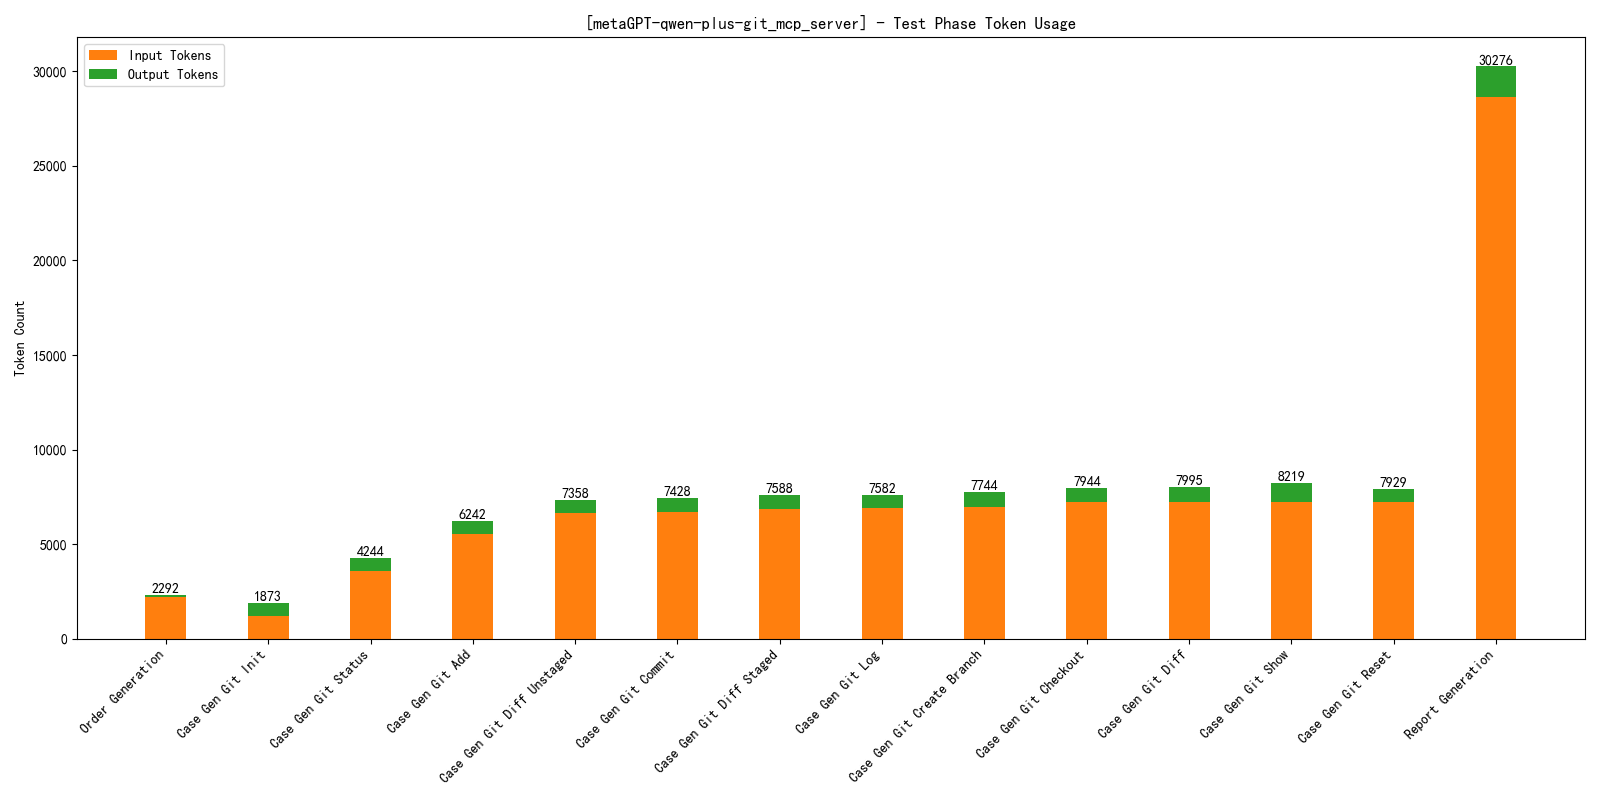 [metaGPT-qwen-plus-git_mcp_server] - Test Phase Token Usage
Input Tokens
Output Tokens
Token Count
30000
25000
20000
15000
10000
5000
0
2292
1873
4244
6242
7358
7428
7588
7582
7744
7944
7995
8219
7929
30276
Order Generation
Case Gen Git Init
Case Gen Git Status
Case Gen Git Add
Case Gen Git Diff Unstaged
Case Gen Git Commit
Case Gen Git Diff Staged
Case Gen Git Log
Case Gen Git Create Branch
Case Gen Git Checkout
Case Gen Git Diff
Case Gen Git Show
Case Gen Git Reset
Report Generation